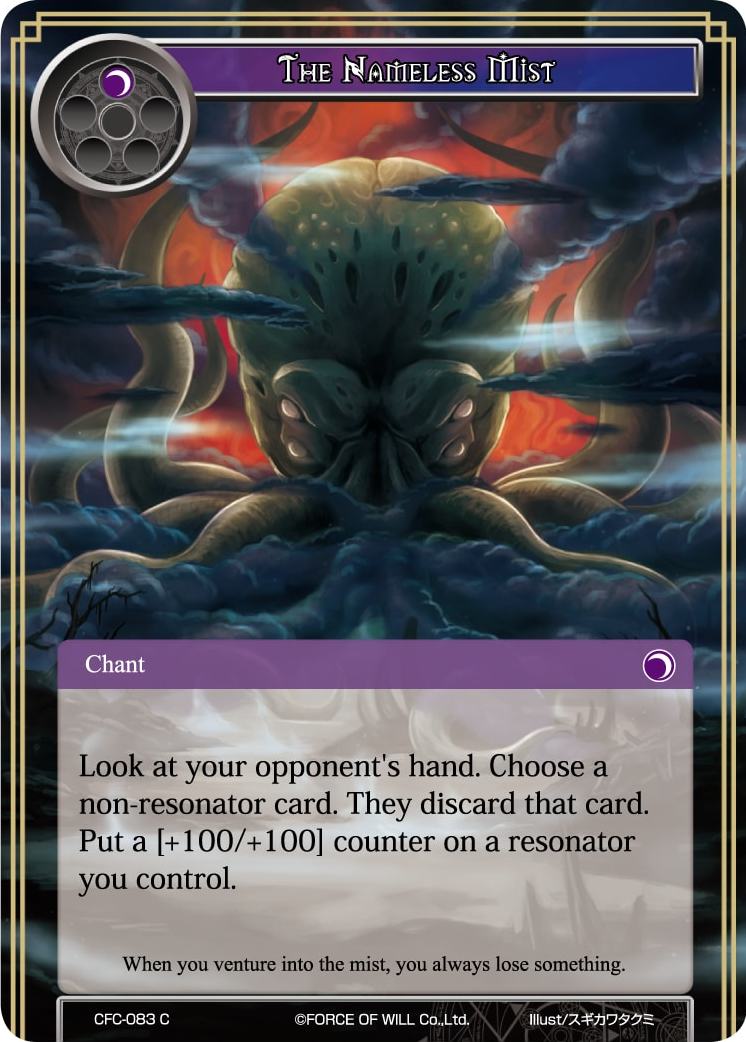 The Nameless Mist
Chant
Look at your opponent's hand. Choose a
non-resonator card. They discard that card.
Put a [+100/+100] counter on a resonator
you control.
When you venture into the mist, you always lose something.
CFC-083 C ©FORCE OF WILL Co.,Ltd. Illust/スギカワタクミ